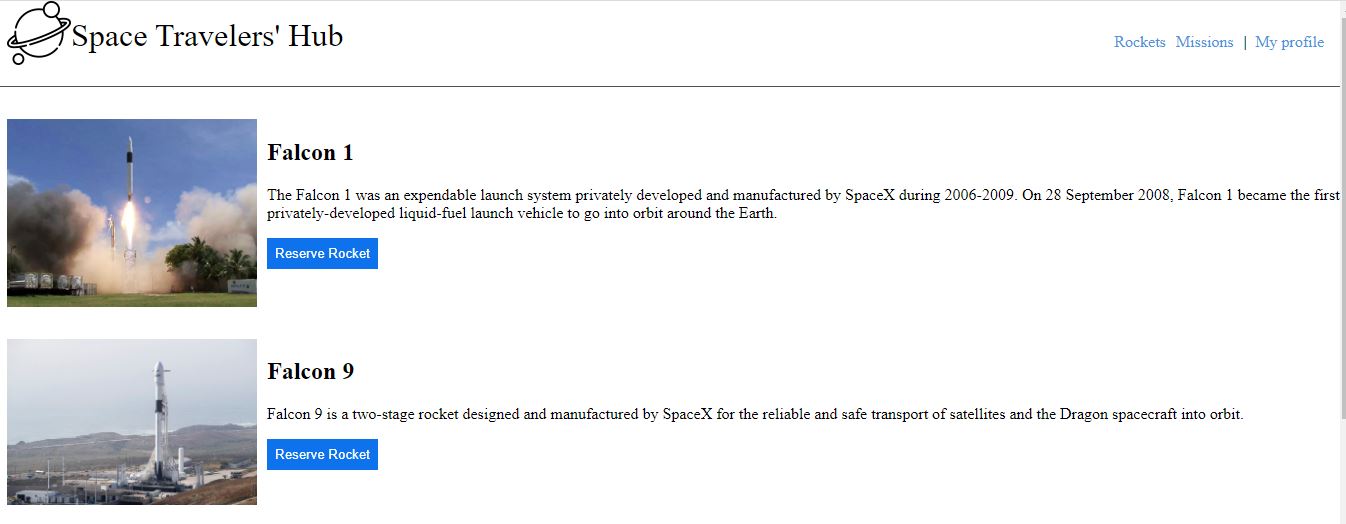 Space Travelers' Hub
Rockets Missions | My profile
Falcon 1
The Falcon 1 was an expendable launch system privately developed and manufactured by SpaceX during 2006-2009. On 28 September 2008, Falcon 1 became the first
privately-developed liquid-fuel launch vehicle to go into orbit around the Earth.
Reserve Rocket
Falcon 9
Falcon 9 is a two-stage rocket designed and manufactured by SpaceX for the reliable and safe transport of satellites and the Dragon spacecraft into orbit.
Reserve Rocket